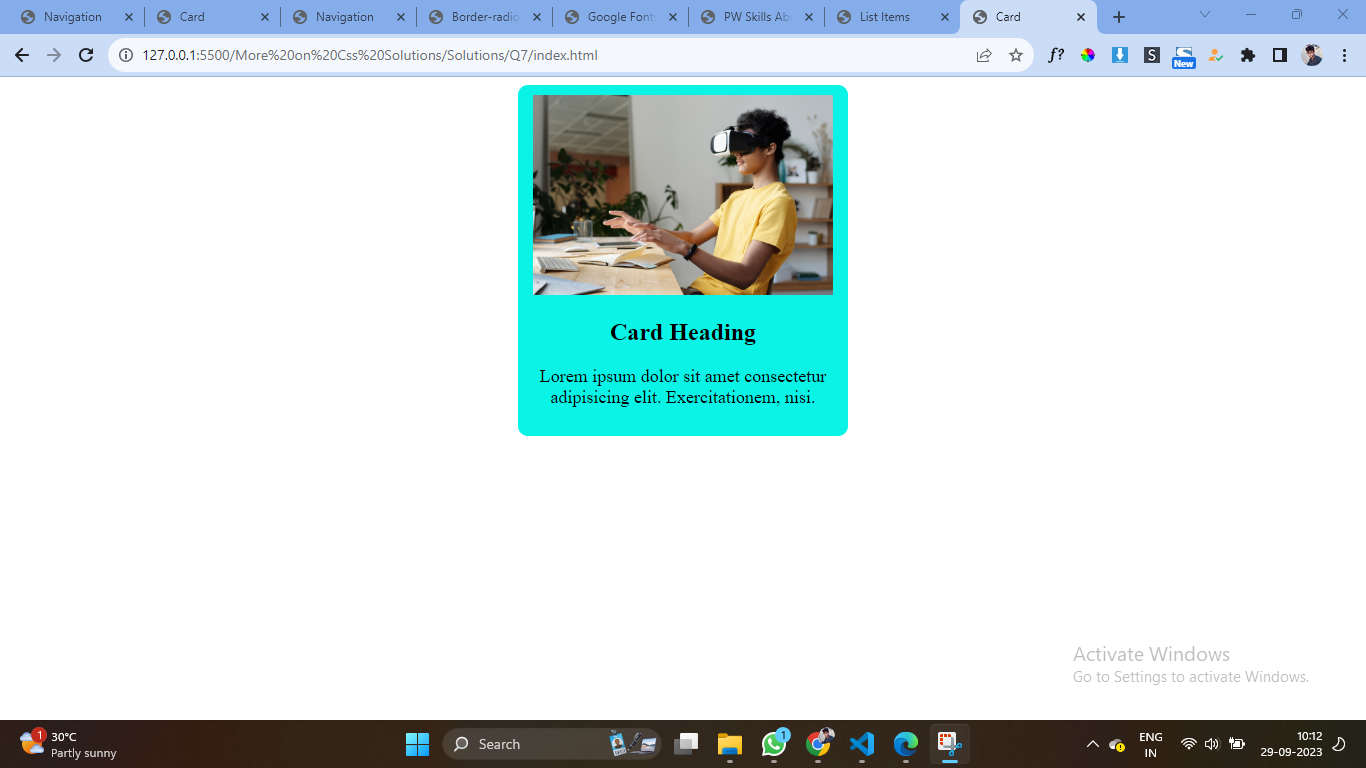 Navigation
Card
Navigation
Border-radio
Google Font
PW Skills Ab
List Items
Card
127.0.0.1:5500/More%20on%20Css%20Solutions/Solutions/Q7/index.html
f?
S
S
New
Card Heading
Lorem ipsum dolor sit amet consectetur
adipisicing elit. Exercitationem, nisi.
Activate Windows
Go to Settings to activate Windows.
1
30°C
Partly sunny
Search
1
ENG
IN
10:12
29-09-2023